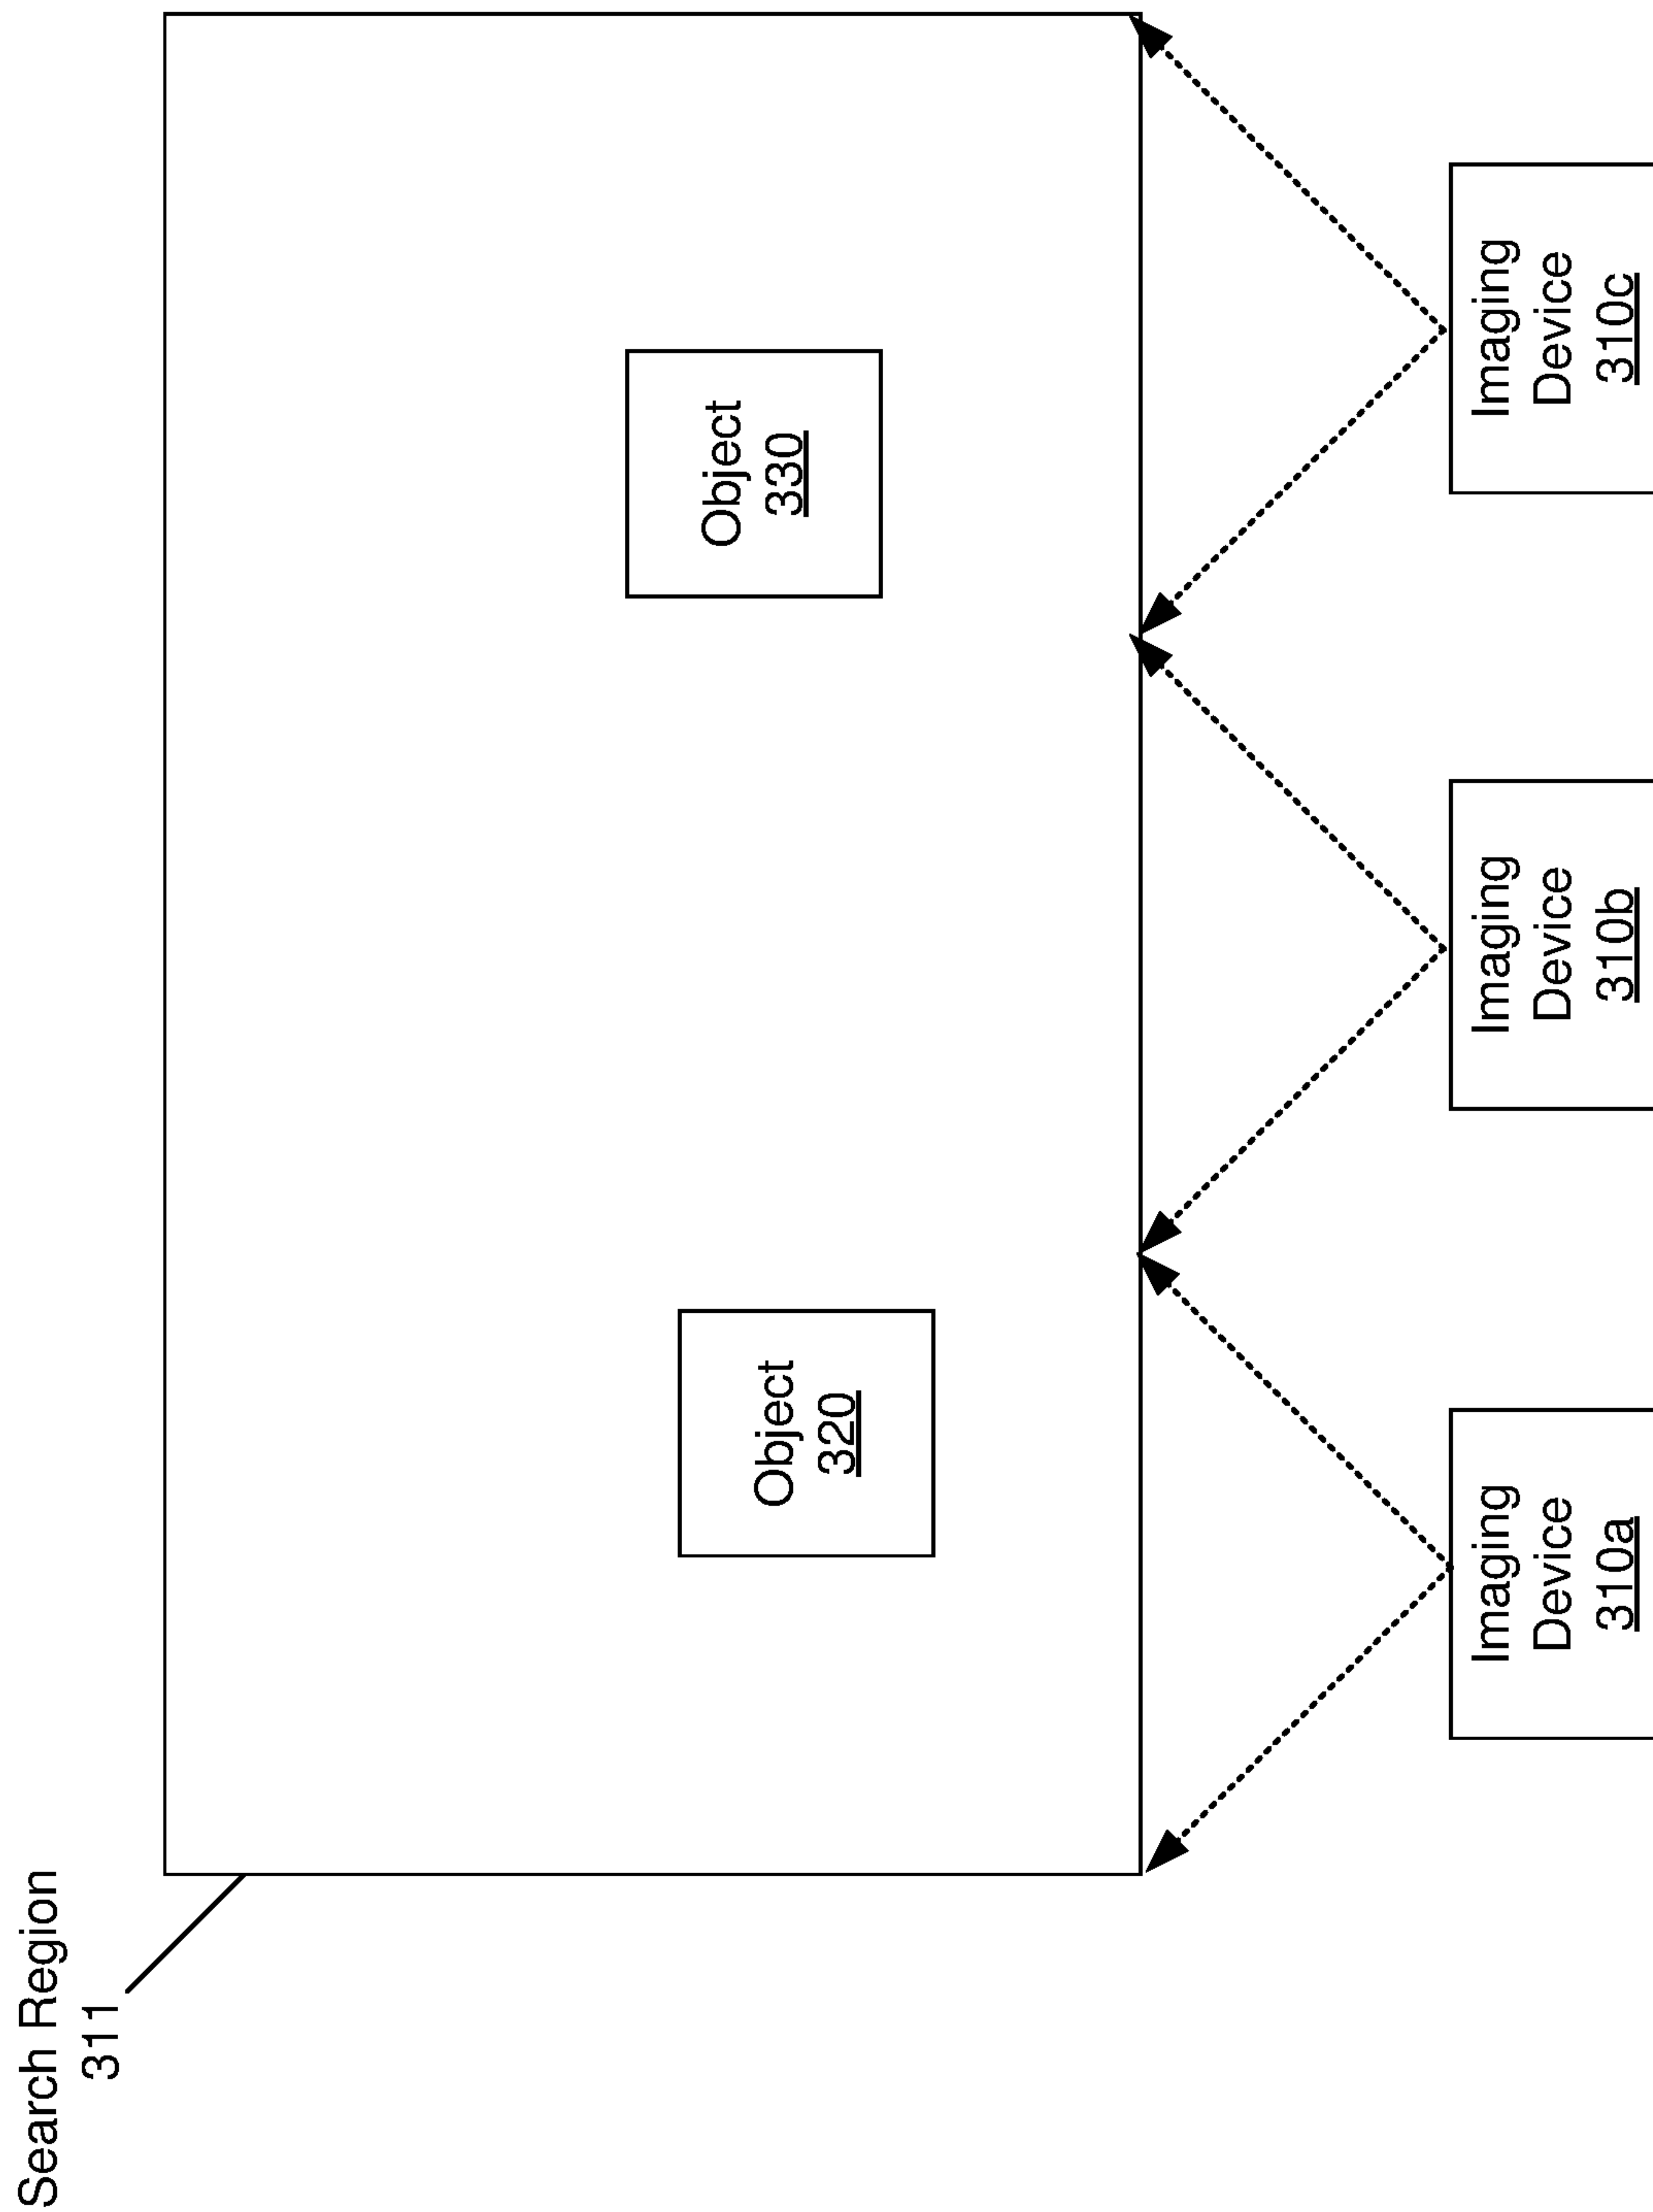 Search Region
311
Object
320
Object
330
Imaging
Device
310a
Imaging
Device
310b
Imaging
Device
310c